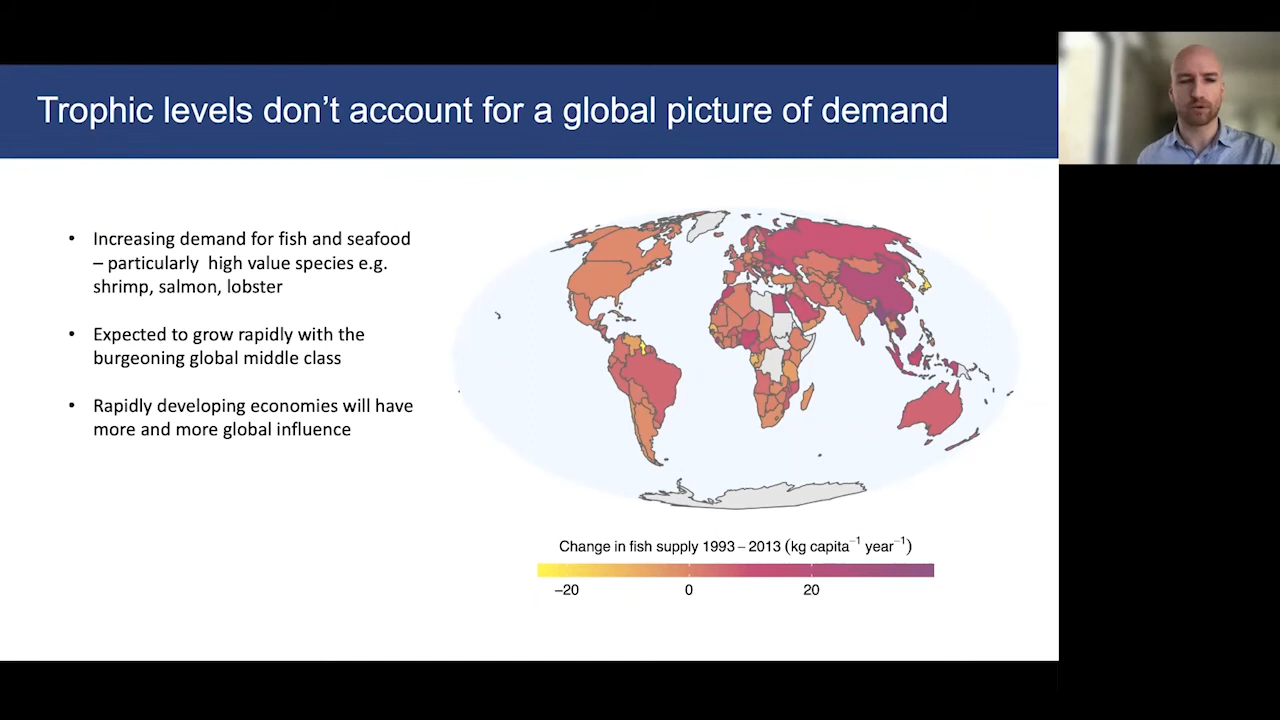 Trophic levels don’t account for a global picture of demand
• Increasing demand for fish and seafood
– particularly high value species e.g.
shrimp, salmon, lobster
• Expected to grow rapidly with the
burgeoning global middle class
• Rapidly developing economies will have
more and more global influence
Change in fish supply 1993 – 2013 (kg capita⁻¹ year⁻¹)
−20 0 20